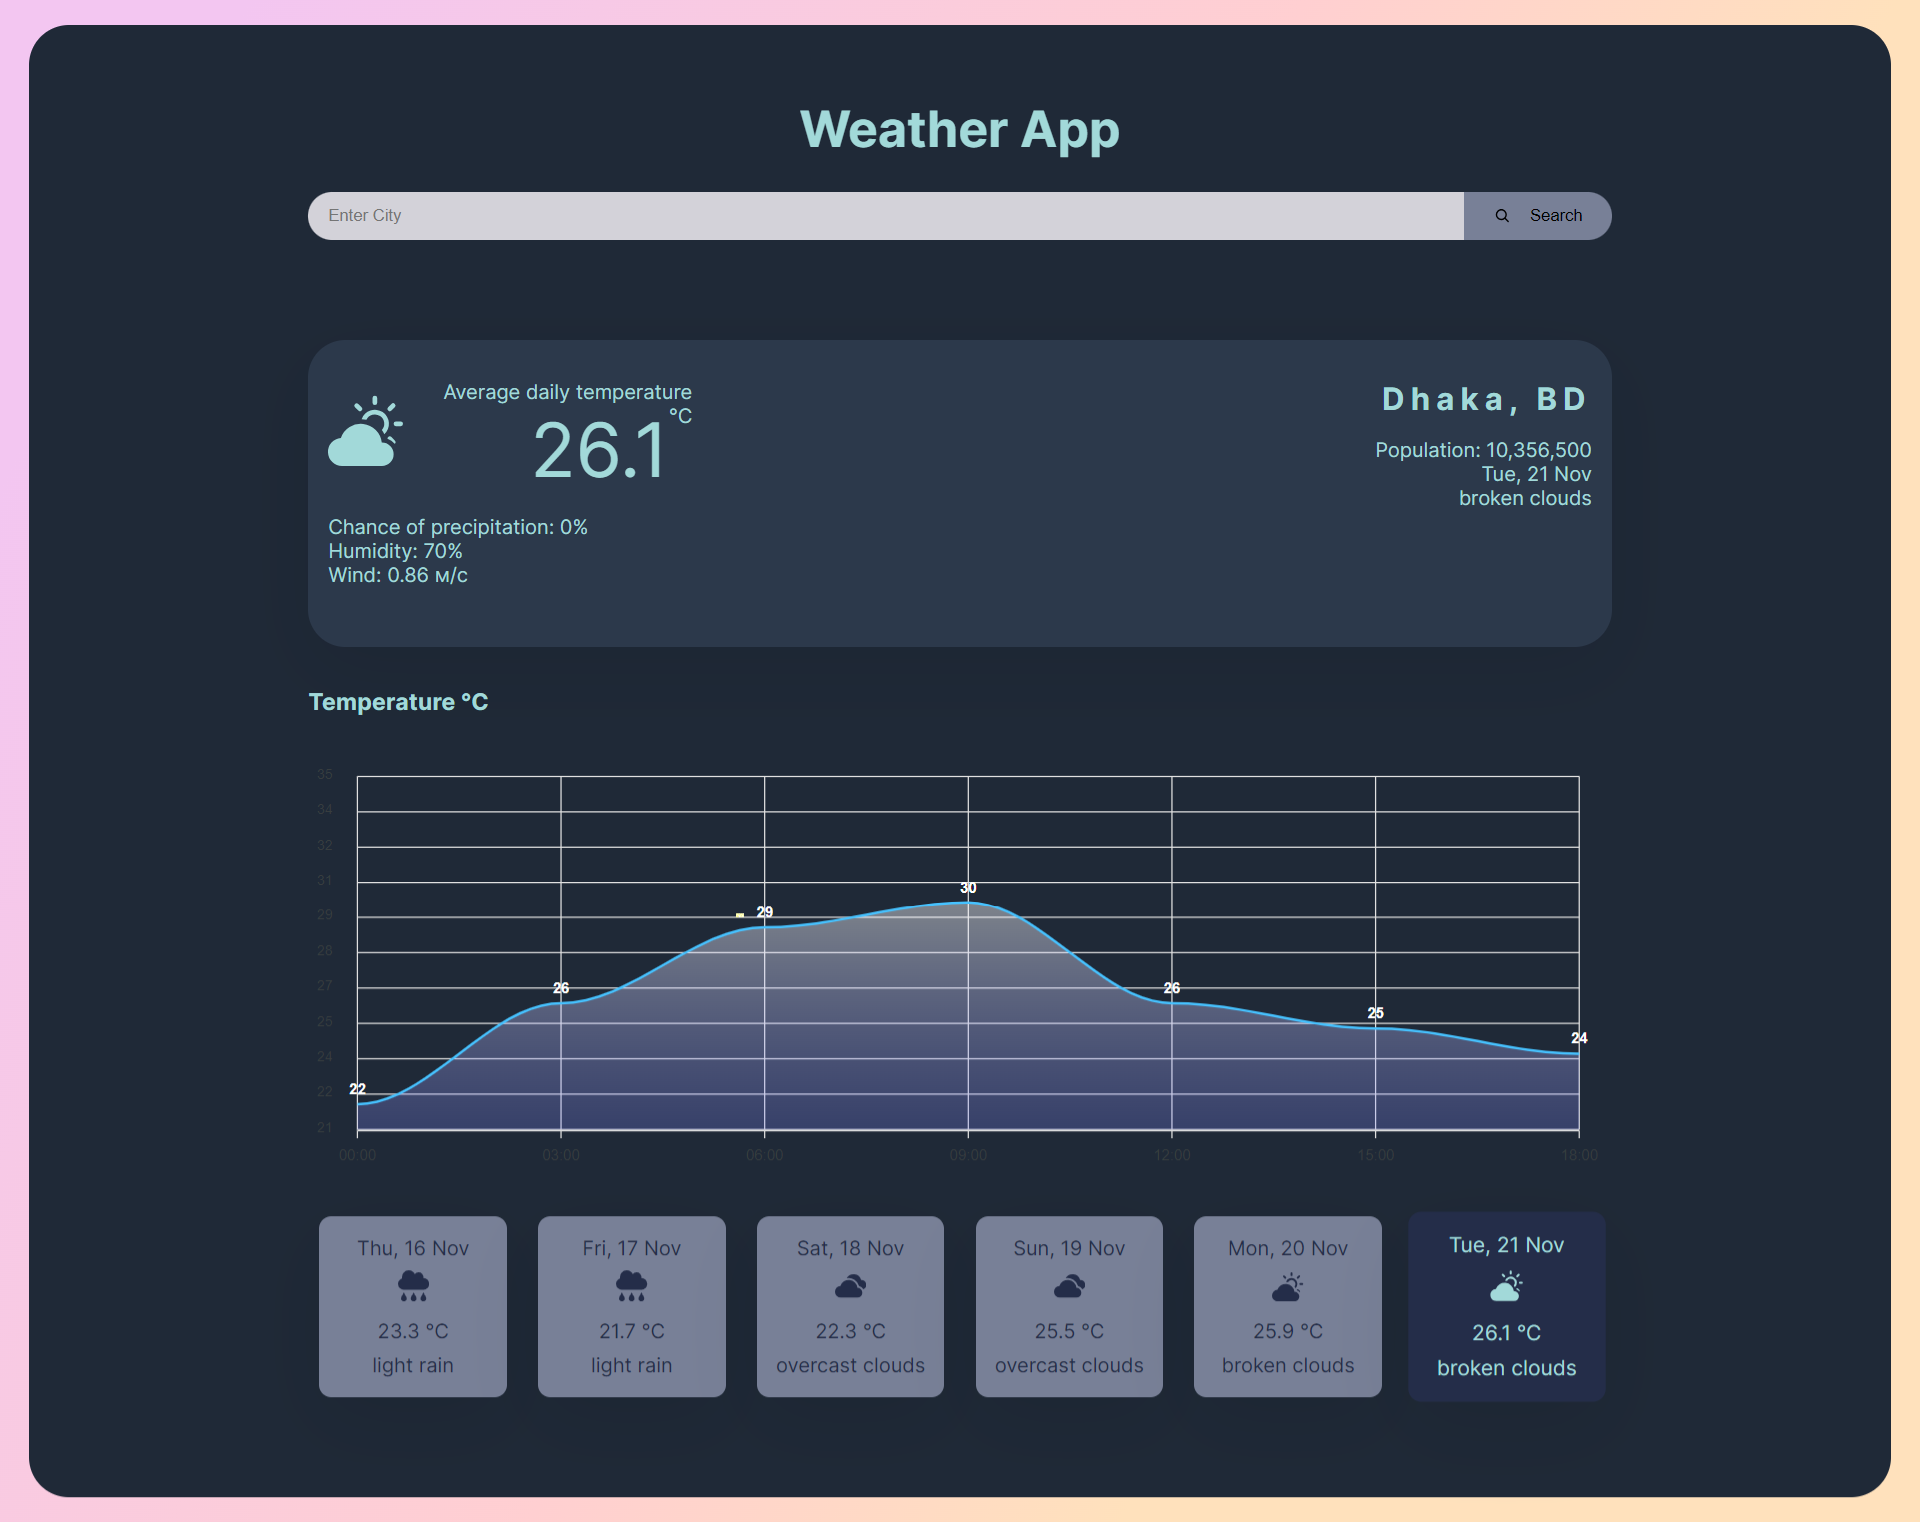 Weather App
Enter City
Search
Average daily temperature
°C
26.1
Dhaka, BD
Population: 10,356,500
Tue, 21 Nov
broken clouds
Chance of precipitation: 0%
Humidity: 70%
Wind: 0.86 м/с
Temperature °C
35
34
32
31
29
28
27
25
24
22
21
22
26
29
30
26
25
24
00:00 03:00 06:00 09:00 12:00 15:00 18:00
Thu, 16 Nov
23.3 °C
light rain
Fri, 17 Nov
21.7 °C
light rain
Sat, 18 Nov
22.3 °C
overcast clouds
Sun, 19 Nov
25.5 °C
overcast clouds
Mon, 20 Nov
25.9 °C
broken clouds
Tue, 21 Nov
26.1 °C
broken clouds